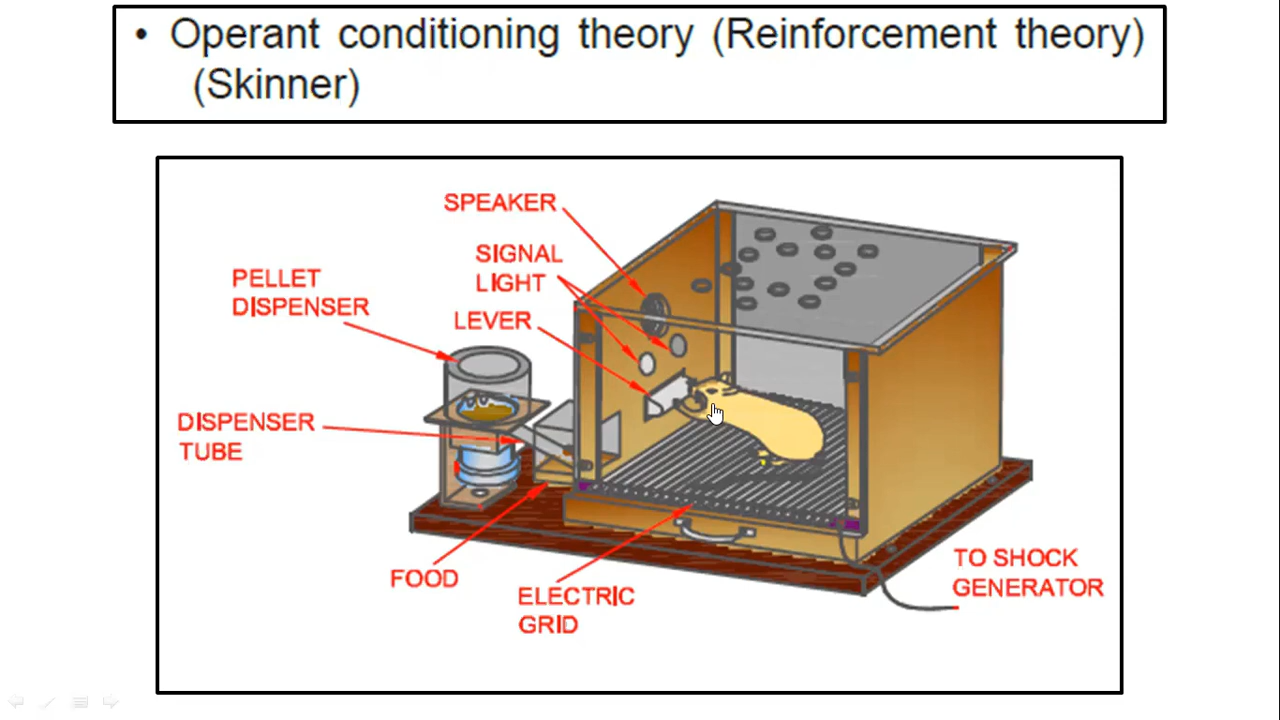 • Operant conditioning theory (Reinforcement theory)
(Skinner)
SPEAKER
SIGNAL
LIGHT
PELLET
DISPENSER
LEVER
DISPENSER
TUBE
FOOD
ELECTRIC
GRID
TO SHOCK
GENERATOR